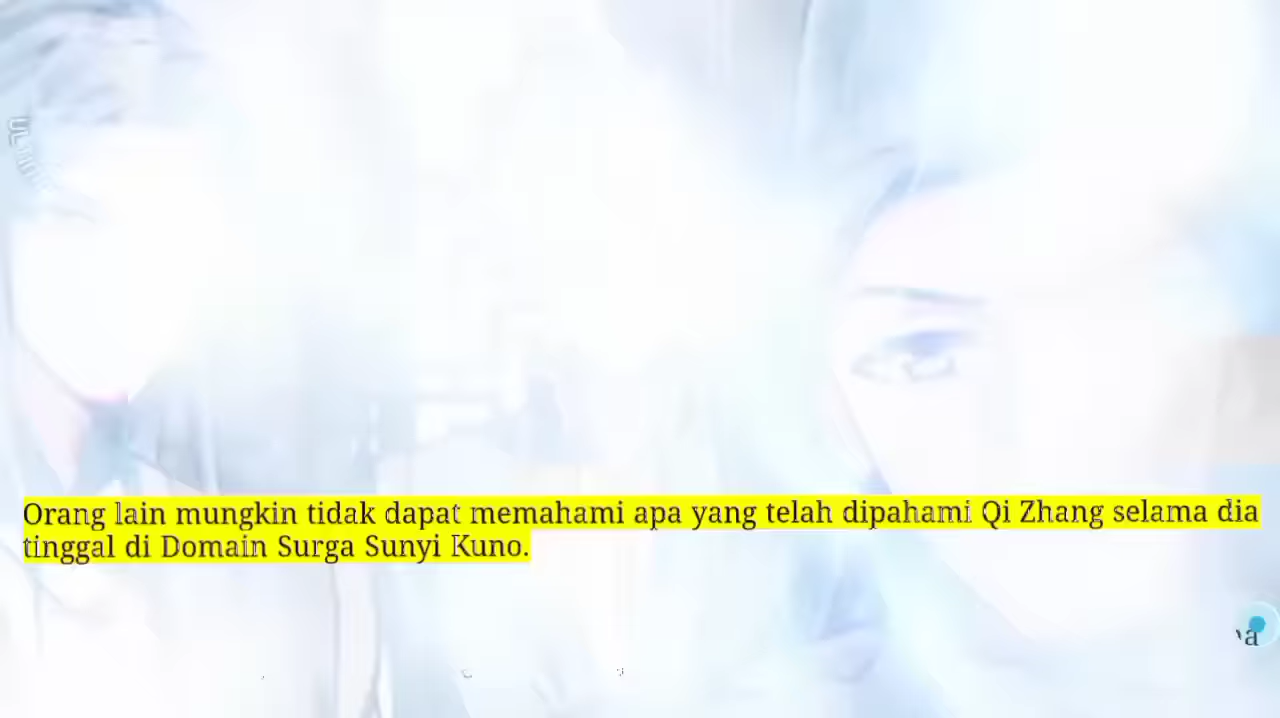 Orang lain mungkin tidak dapat memahami apa yang telah dipahami Qi Zhang selama dia
tinggal di Domain Surga Sunyi Kuno.